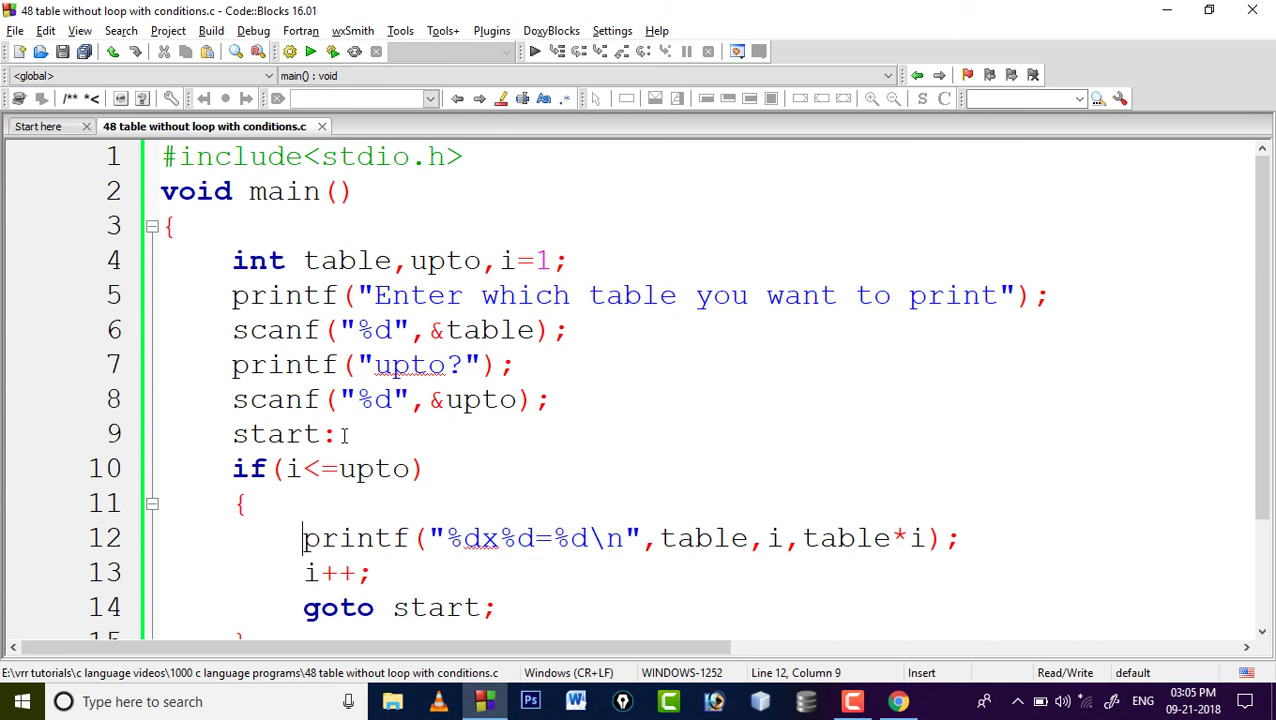 48 table without loop with conditions.c - Code::Blocks 16.01
File Edit View Search Project Build Debug Fortran wxSmith Tools Tools+ Plugins DoxyBlocks Settings Help
<global> main() : void
/** *< Aa .* S C
Start here 48 table without loop with conditions.c
1 #include<stdio.h>
2 void main()
3 {
4 int table,upto,i=1;
5 printf("Enter which table you want to print");
6 scanf("%d",&table);
7 printf("upto?");
8 scanf("%d",&upto);
9 start:
10 if(i<=upto)
11 {
12 printf("%dx%d=%d\n",table,i,table*i);
13 i++;
14 goto start;
15 }
E:\vrr tutorials\c language videos\1000 c language programs\48 table without loop with conditions.c Windows (CR+LF) WINDOWS-1252 Line 12, Column 9 Insert Read/Write default
Type here to search Ps ENG 03:05 PM
09-21-2018